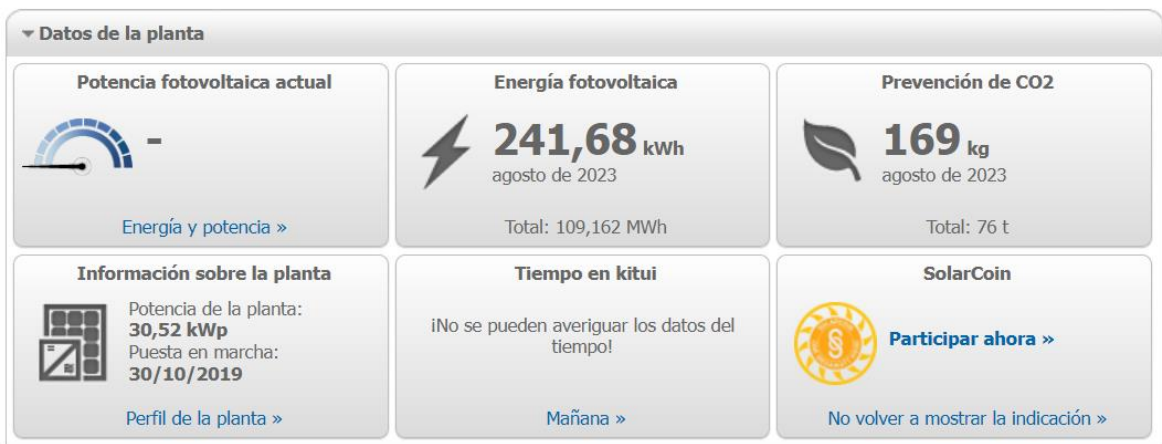 Datos de la planta
Potencia fotovoltaica actual
-
Energía y potencia »
Energía fotovoltaica
241,68 kWh
agosto de 2023
Total: 109,162 MWh
Prevención de CO2
169 kg
agosto de 2023
Total: 76 t
Información sobre la planta
Potencia de la planta:
30,52 kWp
Puesta en marcha:
30/10/2019
Perfil de la planta »
Tiempo en kitui
¡No se pueden averiguar los datos del
tiempo!
Mañana »
SolarCoin
Participar ahora »
No volver a mostrar la indicación »